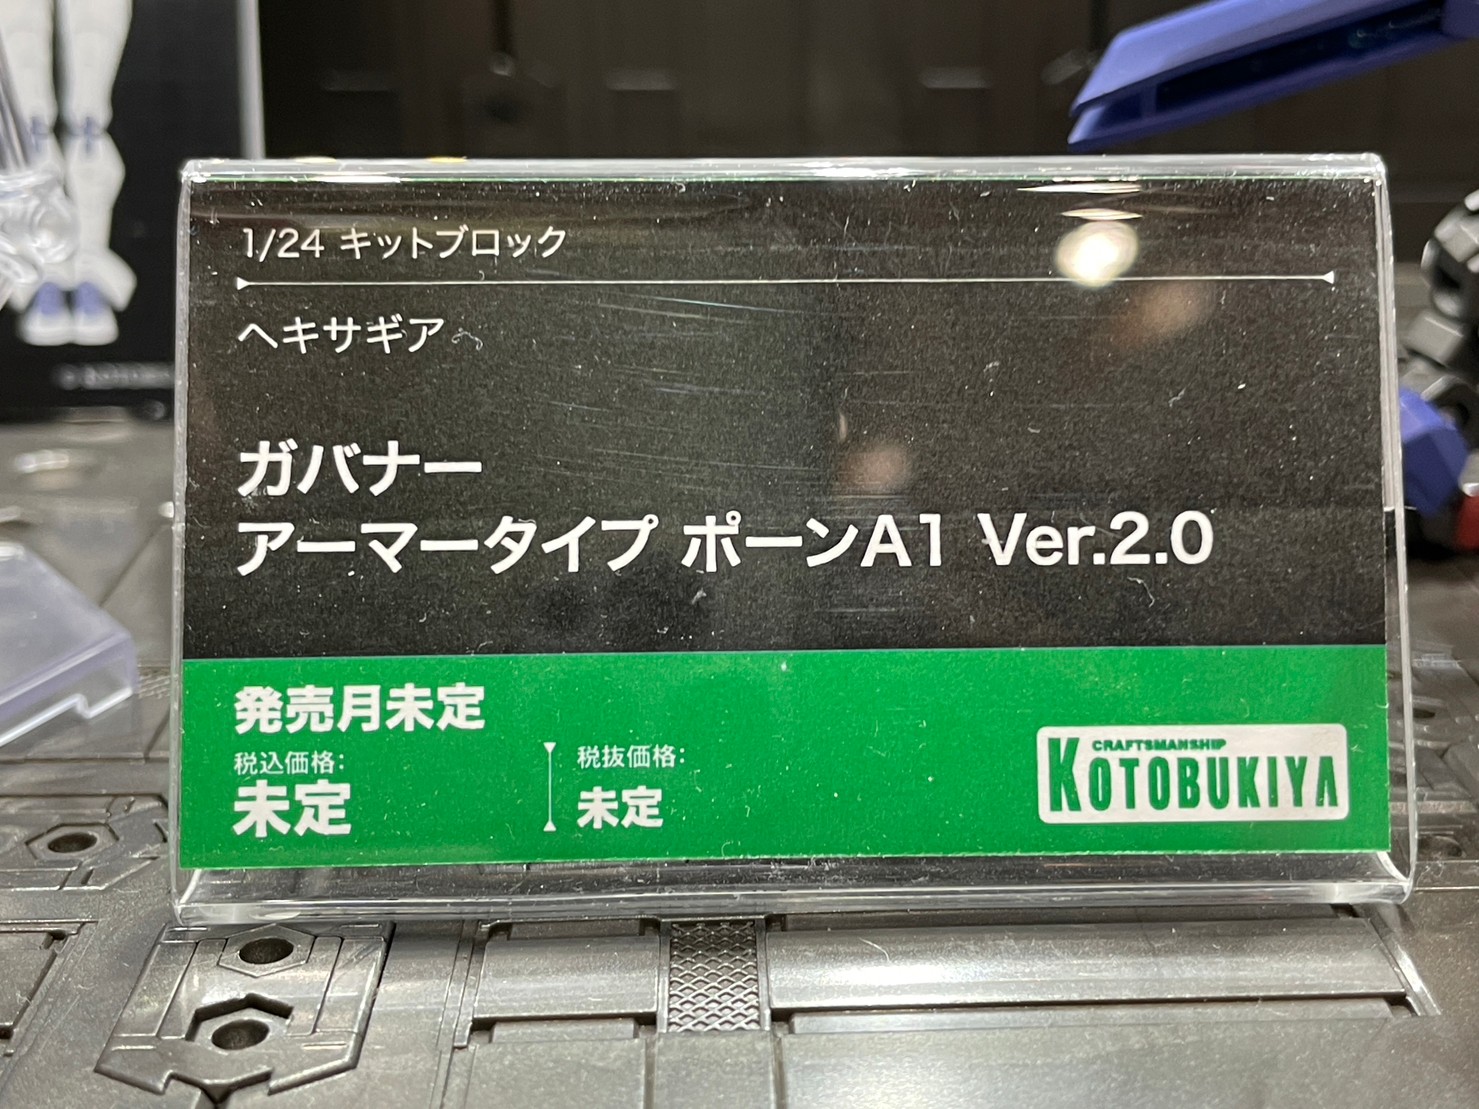 1/24 キットブロック
ヘキサギア
ガバナー
アーマータイプ ポーンA1 Ver.2.0
発売月未定
税込価格:
未定
税抜価格:
未定
CRAFTSMANSHIP
KOTOBUKIYA